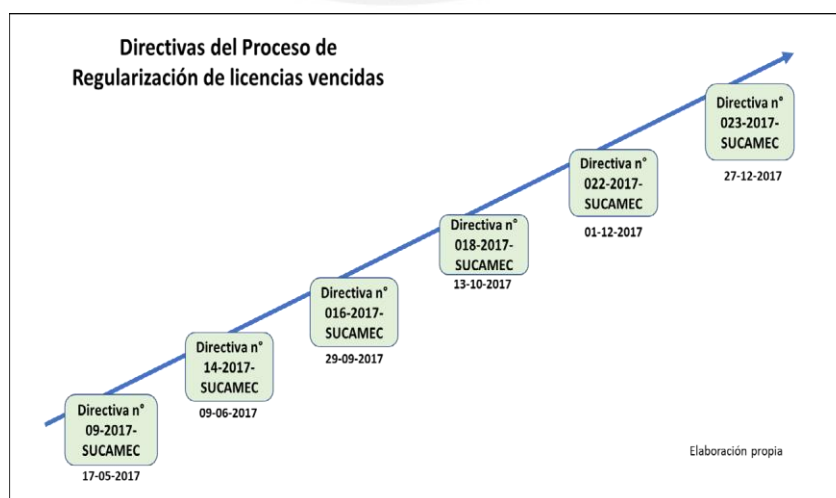 Directivas del Proceso de
Regularización de licencias vencidas
Directiva n°
023-2017-
SUCAMEC
27-12-2017
Directiva n°
022-2017-
SUCAMEC
01-12-2017
Directiva n°
018-2017-
SUCAMEC
13-10-2017
Directiva n°
016-2017-
SUCAMEC
29-09-2017
Directiva n°
14-2017-
SUCAMEC
09-06-2017
Directiva n°
09-2017-
SUCAMEC
17-05-2017
Elaboración propia